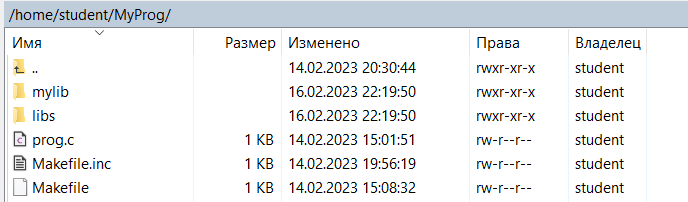 /home/student/MyProg/
Имя Размер Изменено Права Владелец
.. 14.02.2023 20:30:44 rwxr-xr-x student
mylib 16.02.2023 22:19:50 rwxr-xr-x student
libs 16.02.2023 22:19:50 rwxr-xr-x student
prog.c 1 KB 14.02.2023 15:01:51 rw-r--r-- student
Makefile.inc 1 KB 14.02.2023 19:56:19 rw-r--r-- student
Makefile 1 KB 14.02.2023 15:08:32 rw-r--r-- student